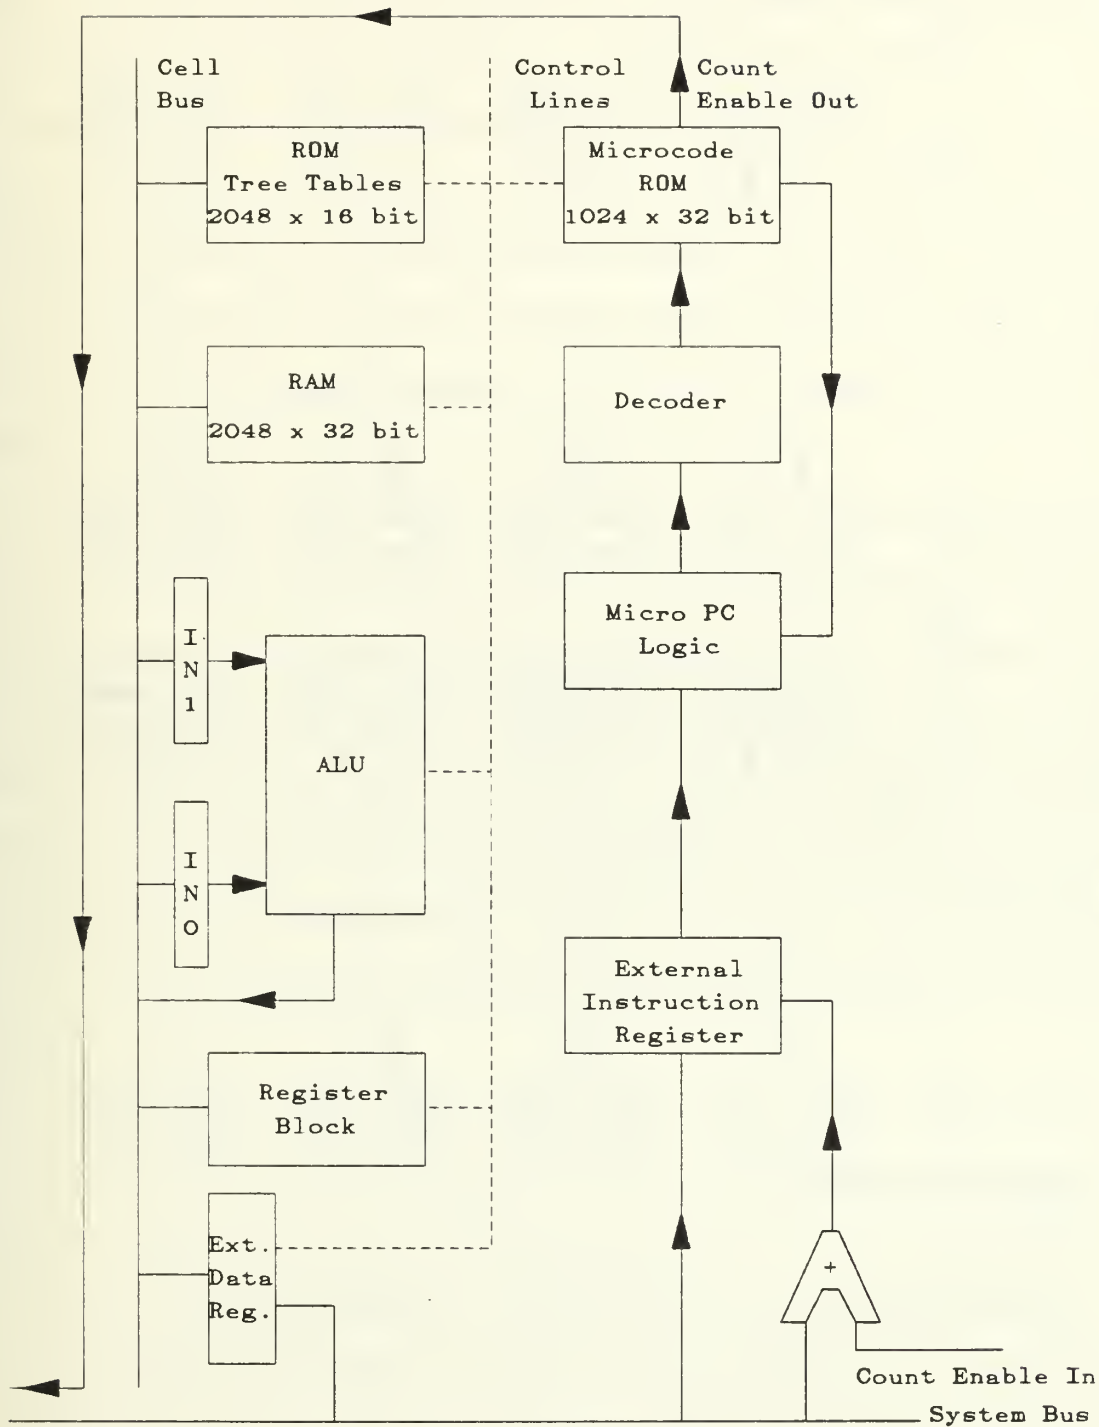 Cell
Bus
Control
Lines
Count
Enable Out
ROM
Tree Tables
2048 x 16 bit
Microcode
ROM
1024 x 32 bit
RAM
2048 x 32 bit
Decoder
I
N
1
Micro PC
Logic
ALU
I
N
0
External
Instruction
Register
Register
Block
Ext.
Data
Reg.
+
Count Enable In
System Bus